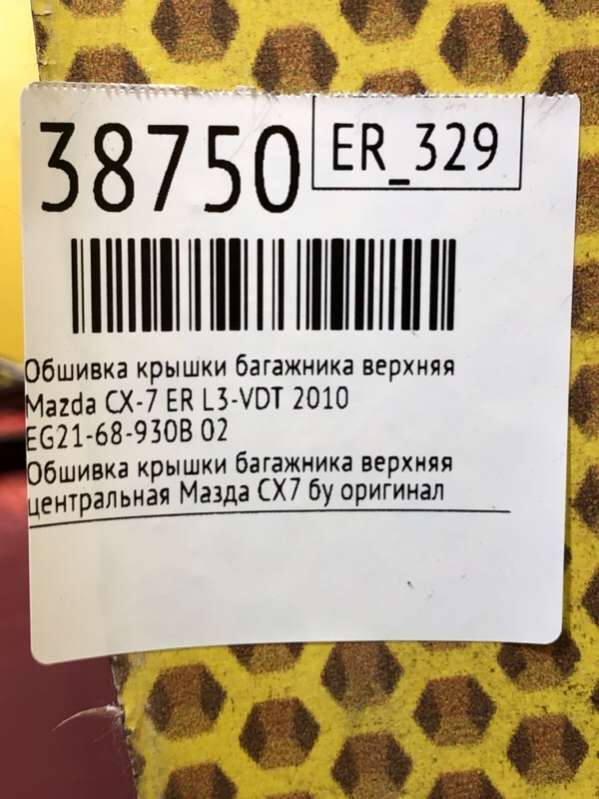 38750
ER_329
Обшивка крышки багажника верхняя
Mazda CX-7 ER L3-VDT 2010
EG21-68-930B 02
Обшивка крышки багажника верхняя
центральная Мазда СХ7 бу оригинал